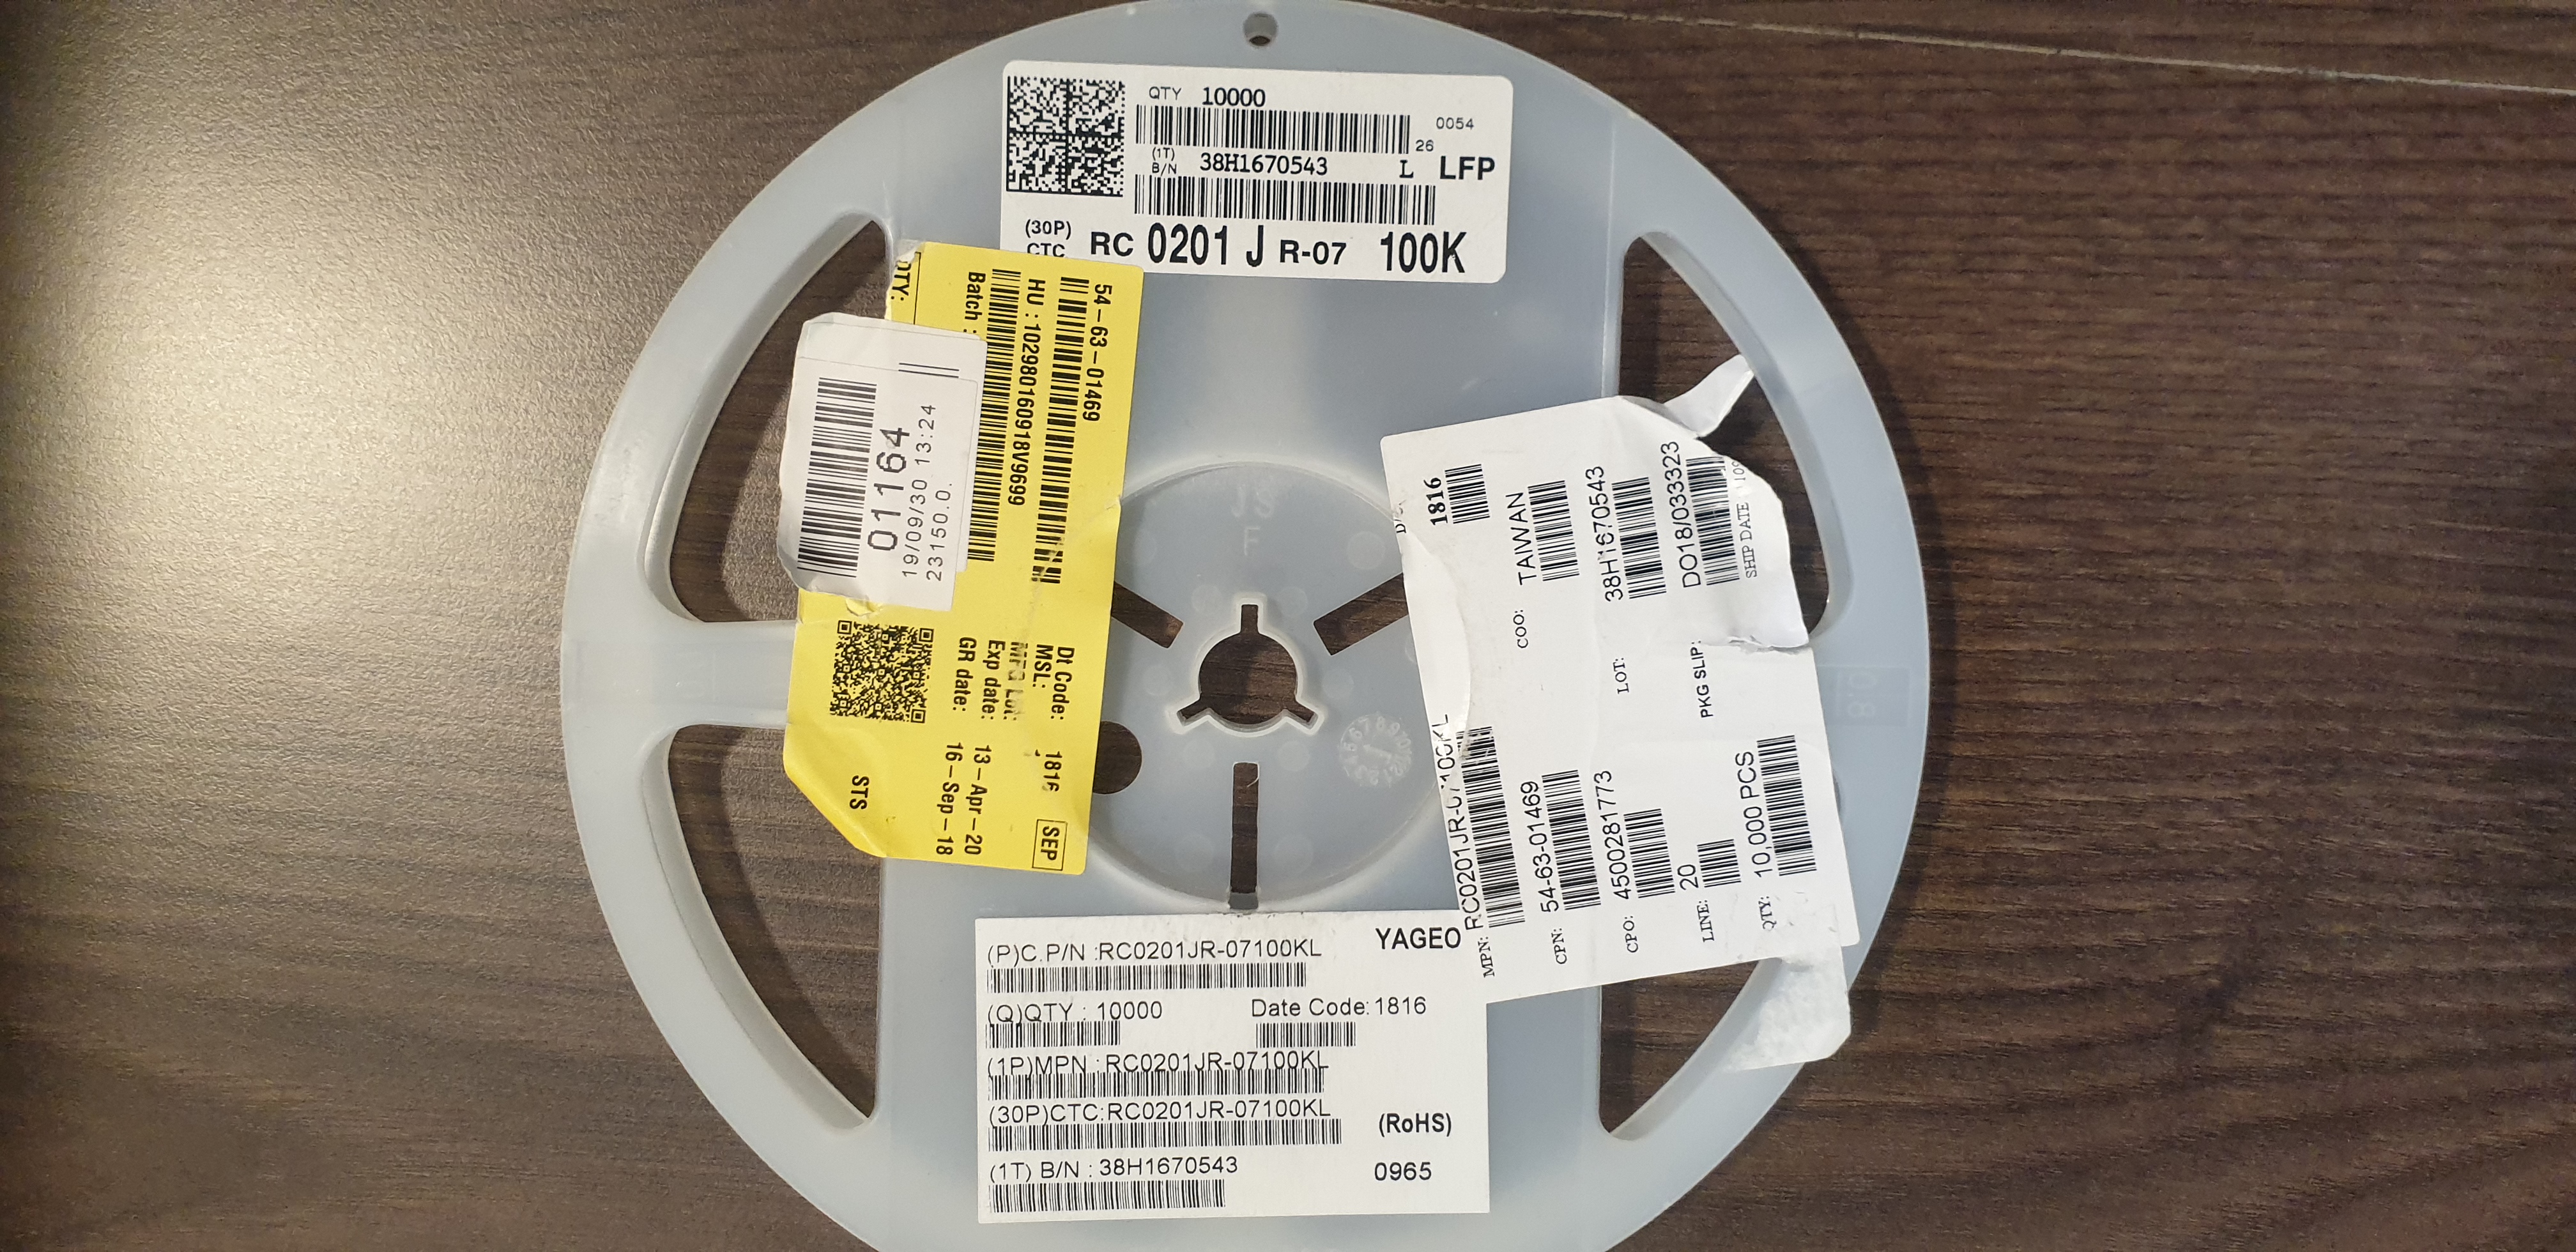 01164
19/09/30 13:24
23150.0.
54-63-01469
HU : 102980160918V9699
Batch :
QTY:
Dt Code: 1816
MSL:
MFG Lot:
Exp date: 13-Apr-20
GR date: 16-Sep-18
SEP
STS
YAGEO
(P)C.P/N :RC0201JR-07100KL
(Q)QTY : 10000 Date Code: 1816
(1P)MPN : RC0201JR-07100KL
(30P)CTC:RC0201JR-07100KL (RoHS)
(1T) B/N : 38H1670543 0965
QTY 10000 0054
26
(1T) B/N 38H1670543 L LFP
(30P) CTC RC 0201 J R-07 100K
JS
F
MPN: RC0201JR-07100KL
1816
CPN: 54-63-01469
COO: TAIWAN
CPO: 4500281773
LOT: 38H1670543
LINE: 20
PKG SLIP: DO18/033323
QTY: 10,000 PCS
SHIP DATE